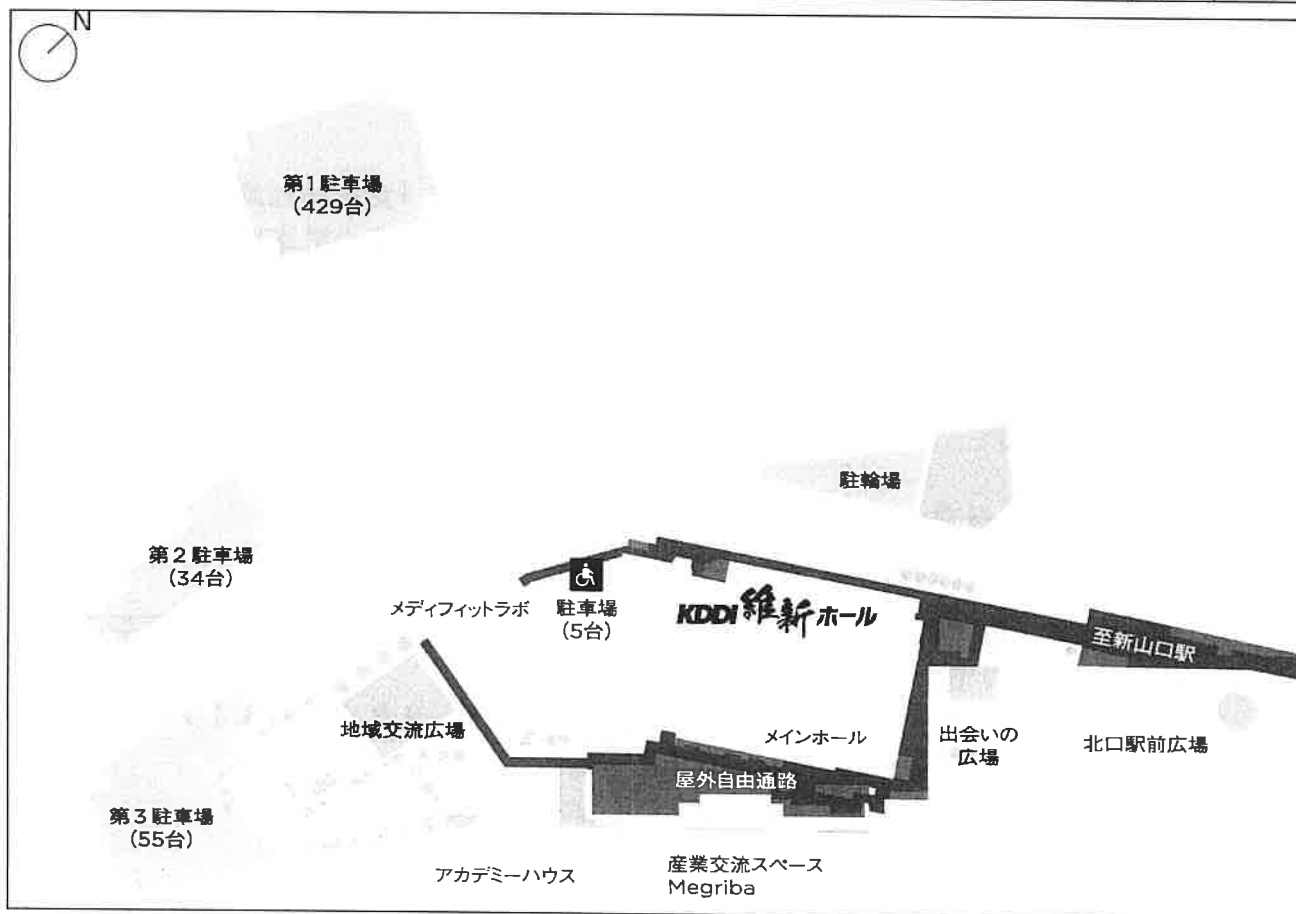 N
第1駐車場
(429台)
駐輪場
第2駐車場
(34台)
メディフィットラボ
駐車場
(5台)
KDDI維新ホール
至新山口駅
地域交流広場
メインホール
出会いの
広場
北口駅前広場
屋外自由通路
第3駐車場
(55台)
アカデミーハウス
産業交流スペース
Megriba